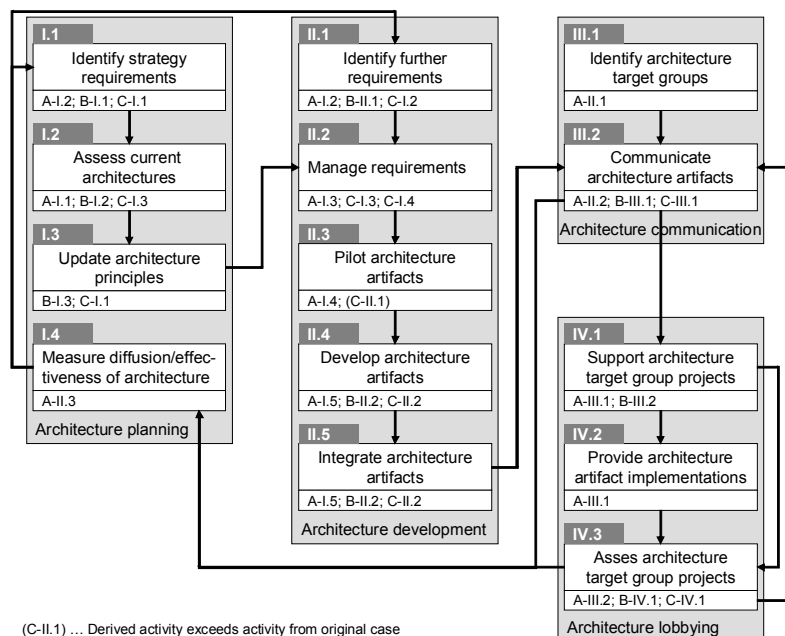 I.1
Identify strategy
requirements
A-I.2; B-I.1; C-I.1
I.2
Assess current
architectures
A-I.1; B-I.2; C-I.3
I.3
Update architecture
principles
B-I.3; C-I.1
I.4
Measure diffusion/effec-
tiveness of architecture
A-II.3
Architecture planning
II.1
Identify further
requirements
A-I.2; B-II.1; C-I.2
II.2
Manage requirements
A-I.3; C-I.3; C-I.4
II.3
Pilot architecture
artifacts
A-I.4; (C-II.1)
II.4
Develop architecture
artifacts
A-I.5; B-II.2; C-II.2
II.5
Integrate architecture
artifacts
A-I.5; B-II.2; C-II.2
Architecture development
III.1
Identify architecture
target groups
A-II.1
III.2
Communicate
architecture artifacts
A-II.2; B-III.1; C-III.1
Architecture communication
IV.1
Support architecture
target group projects
A-III.1; B-III.2
IV.2
Provide architecture
artifact implementations
A-III.1
IV.3
Asses architecture
target group projects
A-III.2; B-IV.1; C-IV.1
Architecture lobbying
(C-II.1) ... Derived activity exceeds activity from original case